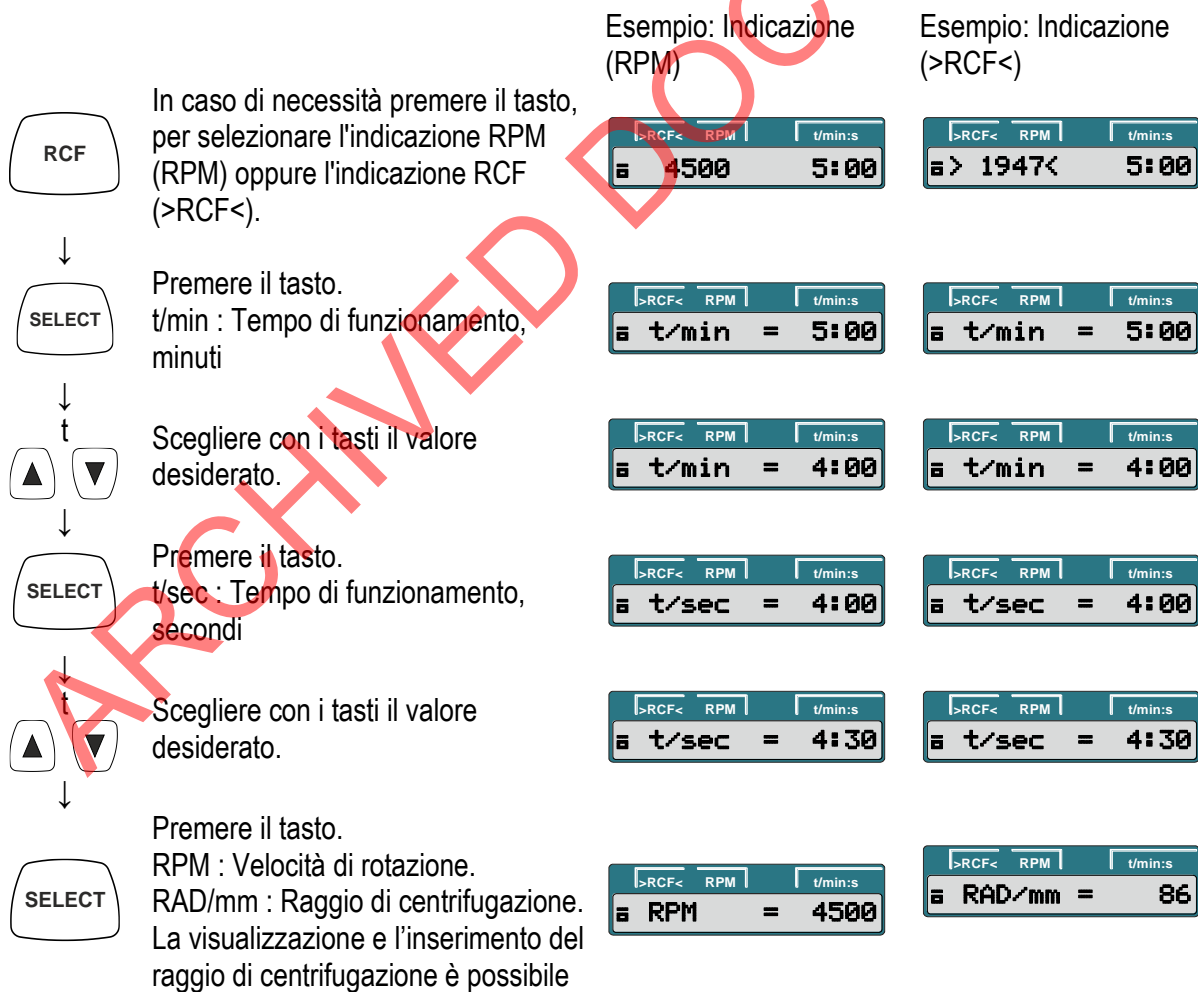 Esempio: Indicazione (RPM)
Esempio: Indicazione (>RCF<)
RCF
In caso di necessità premere il tasto,
per selezionare l'indicazione RPM
(RPM) oppure l'indicazione RCF
(>RCF<).
>RCF< RPM t/min:s
4500 5:00
>RCF< RPM t/min:s
> 1947< 5:00
↓
SELECT
Premere il tasto.
t/min : Tempo di funzionamento,
minuti
>RCF< RPM t/min:s
t/min = 5:00
>RCF< RPM t/min:s
t/min = 5:00
↓
t
▲ ▼
Scegliere con i tasti il valore
desiderato.
>RCF< RPM t/min:s
t/min = 4:00
>RCF< RPM t/min:s
t/min = 4:00
↓
SELECT
Premere il tasto.
t/sec : Tempo di funzionamento,
secondi
>RCF< RPM t/min:s
t/sec = 4:00
>RCF< RPM t/min:s
t/sec = 4:00
↓
t
▲ ▼
Scegliere con i tasti il valore
desiderato.
>RCF< RPM t/min:s
t/sec = 4:30
>RCF< RPM t/min:s
t/sec = 4:30
↓
SELECT
Premere il tasto.
RPM : Velocità di rotazione.
RAD/mm : Raggio di centrifugazione.
La visualizzazione e l’inserimento del
raggio di centrifugazione è possibile
>RCF< RPM t/min:s
RPM = 4500
>RCF< RPM t/min:s
RAD/mm = 86
ARCHIVED DOC